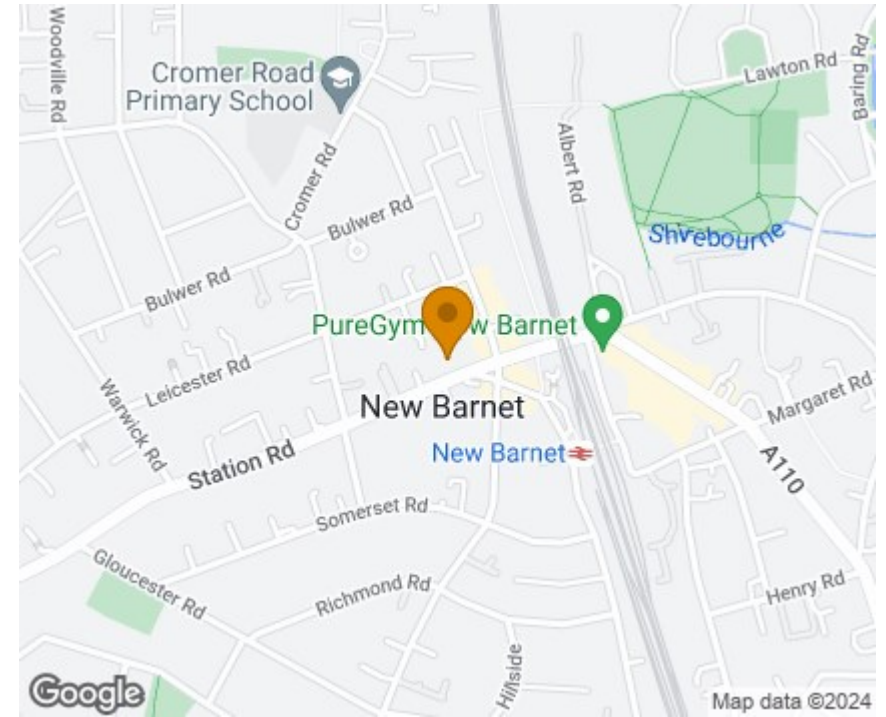 Woodville Rd
Cromer Road
Primary School
Lawton Rd
Baring Rd
Albert Rd
Cromer Rd
Bulwer Rd
Shirebourne
Bulwer Rd
PureGym New Barnet
Leicester Rd
Warwick Rd
New Barnet
Margaret Rd
Station Rd
New Barnet
A110
Somerset Rd
Gloucester Rd
Richmond Rd
Henry Rd
Hillside
Google
Map data ©2024